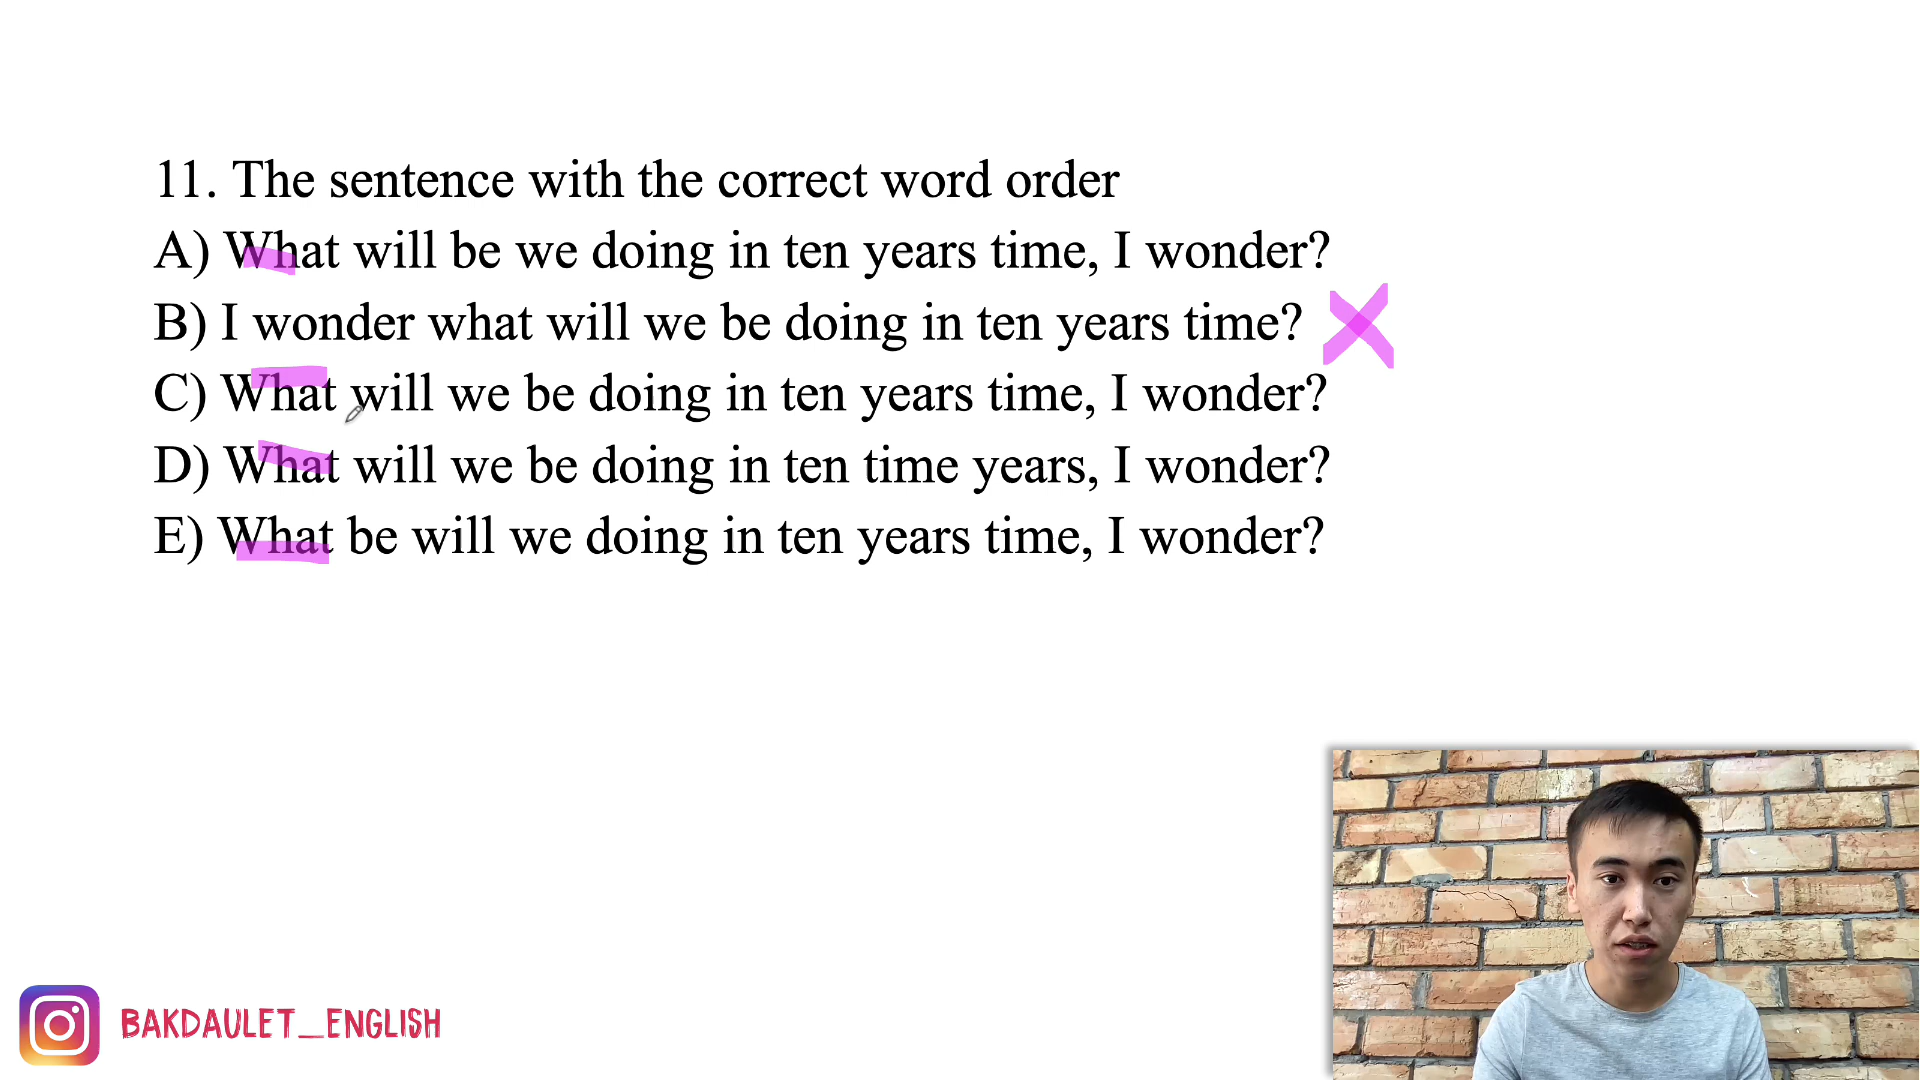 11. The sentence with the correct word order
A) What will be we doing in ten years time, I wonder?
B) I wonder what will we be doing in ten years time?
C) What will we be doing in ten years time, I wonder?
D) What will we be doing in ten time years, I wonder?
E) What be will we doing in ten years time, I wonder?
BAKDAULET_ENGLISH